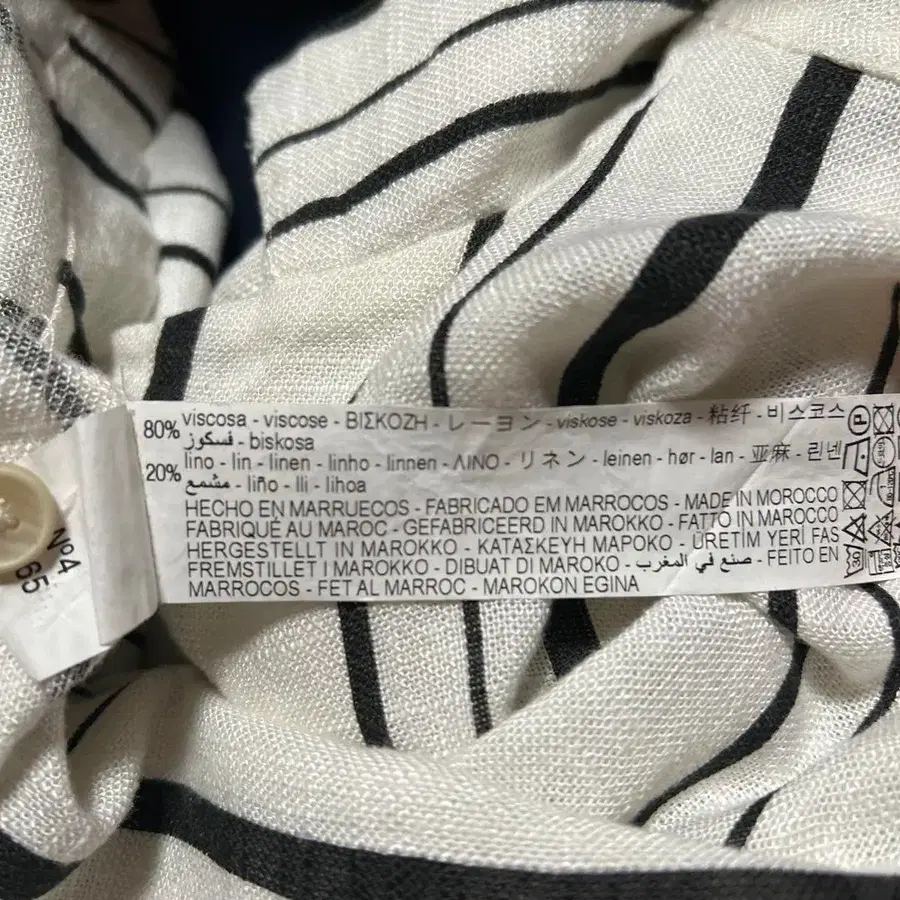 80% viscosa - viscose - ΒΙΣΚΟΖΗ - レーヨン - viskose - viskoza - 粘纤 - 비스코스
فسكوز - biskosa
20% lino - lin - linen - linho - linnen - ΛΙΝΟ - リネン - leinen - hør - lan - 亚麻 - 린넨
مشمع - liño - lli - lihoa
HECHO EN MARRUECOS - FABRICADO EM MARROCOS - MADE IN MOROCCO
FABRIQUÉ AU MAROC - GEFABRICEERD IN MAROKKO - FATTO IN MAROCCO
HERGESTELLT IN MAROKKO - ΚΑΤΑΣΚΕΥΗ ΜΑΡΟΚΟ - ÜRETİM YERİ FAS
FREMSTILLET I MAROKKO - DIBUAT DI MAROKO - صنع في المغرب - FEITO EN
MARROCOS - FET AL MARROC - MAROKON EGINA
Nº4
65